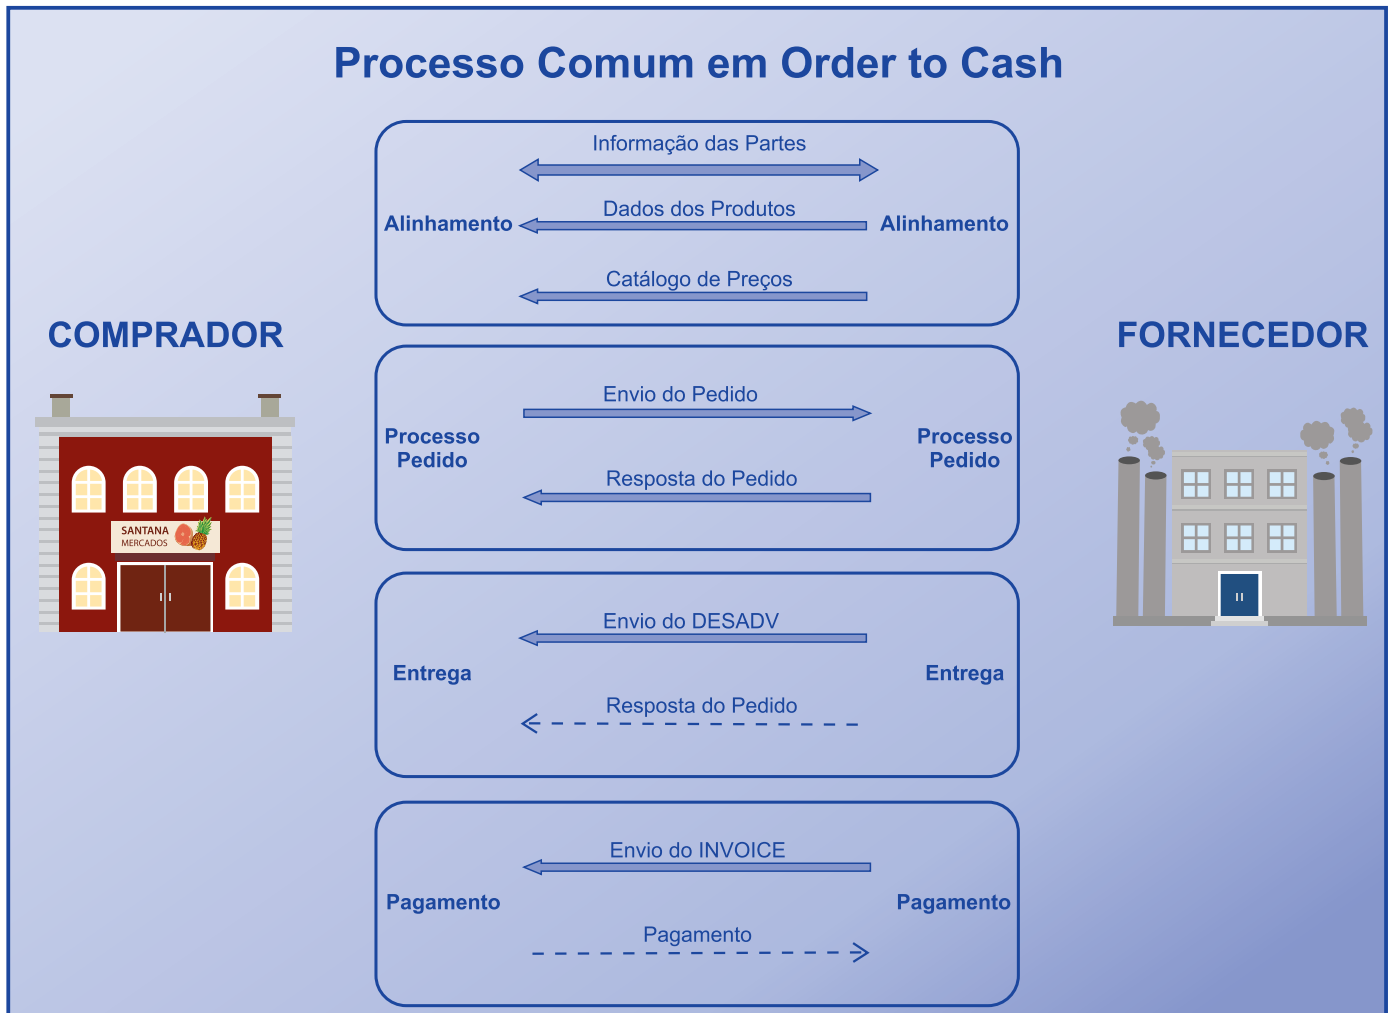 Processo Comum em Order to Cash
Informação das Partes
Dados dos Produtos
Alinhamento
Alinhamento
Catálogo de Preços
COMPRADOR
FORNECEDOR
SANTANA
MERCADOS
Envio do Pedido
Processo
Pedido
Processo
Pedido
Resposta do Pedido
Envio do DESADV
Entrega
Entrega
Resposta do Pedido
Envio do INVOICE
Pagamento
Pagamento
Pagamento